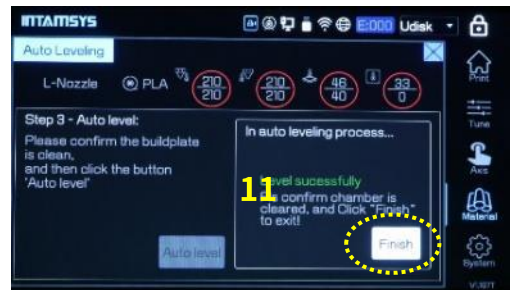 INTAMSYS E:000 Udisk
Auto Leveling
Print
L-Nozzle PLA 210 210 46 33
210 210 40 0
Tune
Step 3 - Auto level: In auto leveling process...
Please confirm the buildplate
is clean,
and then click the button
'Auto level'
Axis
11
Level sucessfully
confirm chamber is
cleared, and Click "Finish"
to exit!
Material
Auto level Finish
System